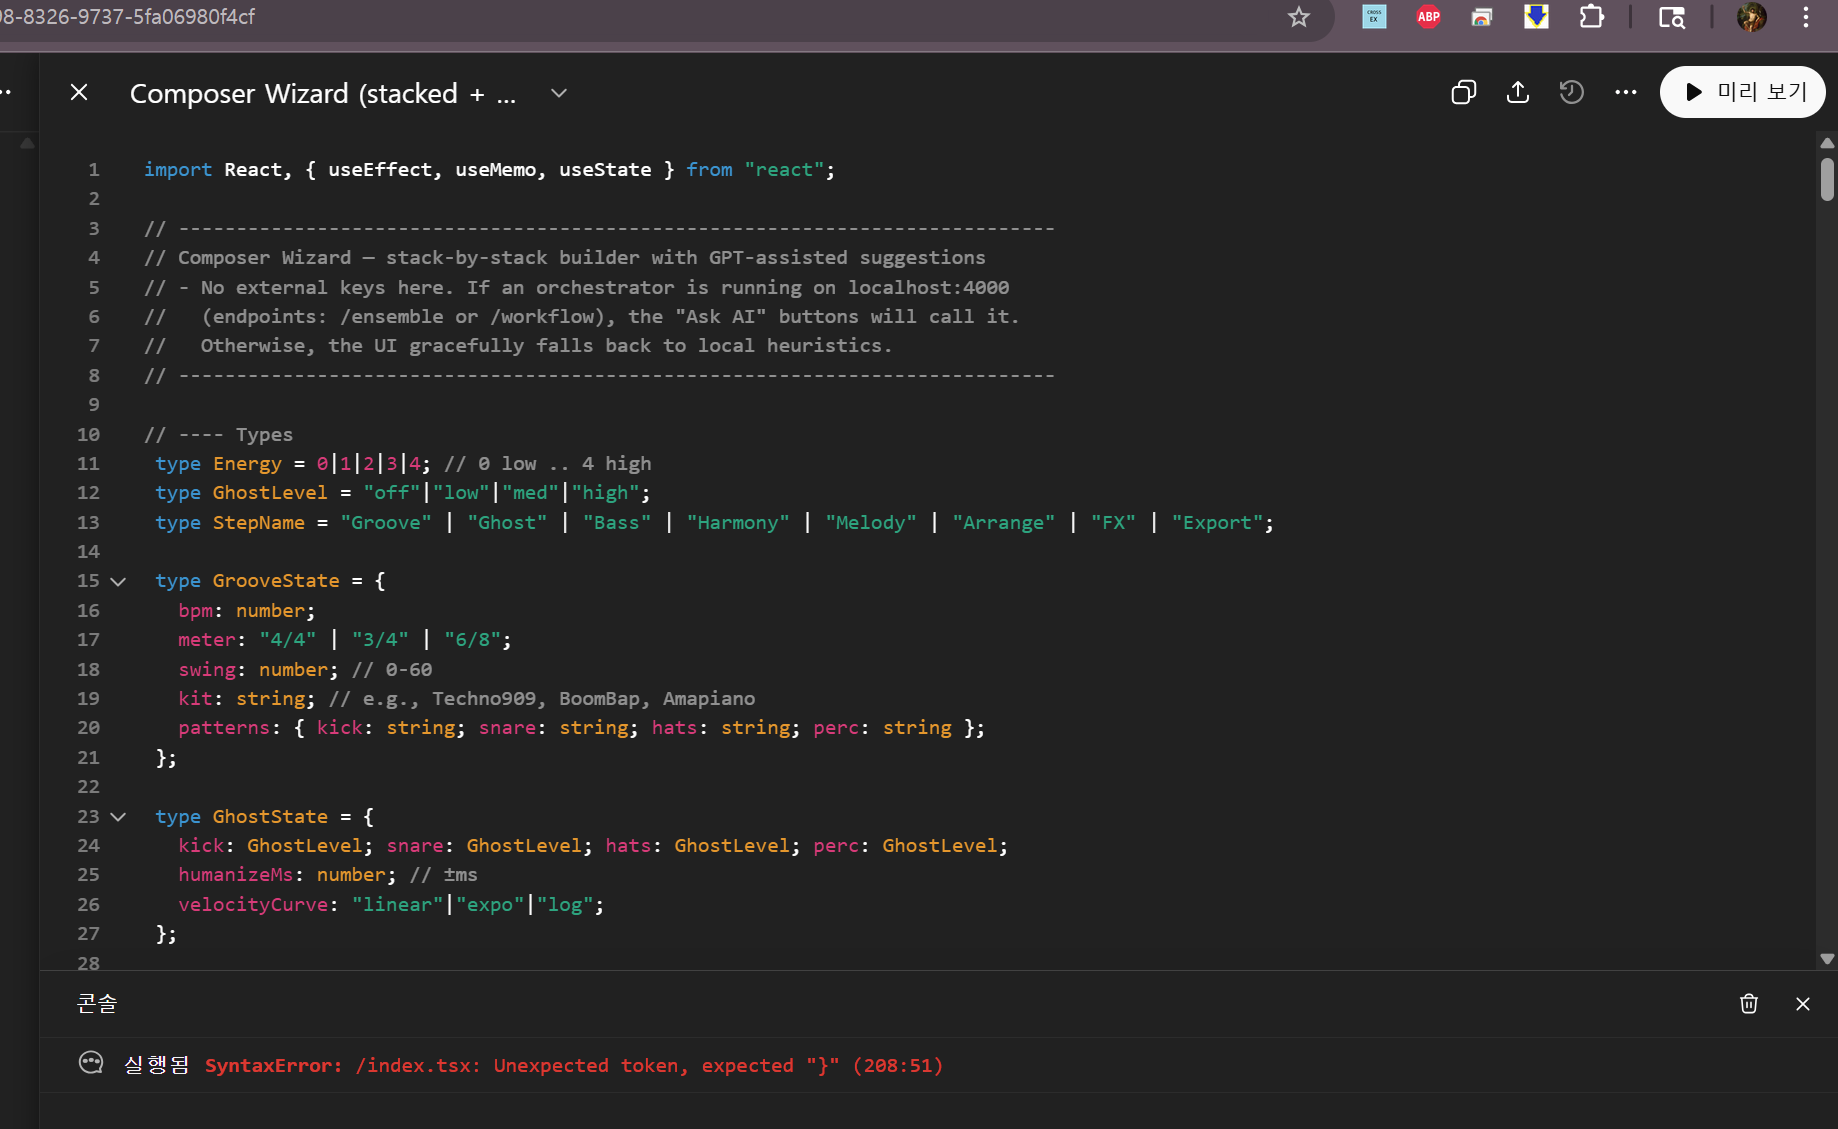 98-8326-9737-5fa06980f4cf
CROSS EX
ABP
Composer Wizard (stacked + ...
미리 보기
1 import React, { useEffect, useMemo, useState } from "react";
2
3 // ----------------------------------------------------------------------------
4 // Composer Wizard — stack-by-stack builder with GPT-assisted suggestions
5 // - No external keys here. If an orchestrator is running on localhost:4000
6 //   (endpoints: /ensemble or /workflow), the "Ask AI" buttons will call it.
7 //   Otherwise, the UI gracefully falls back to local heuristics.
8 // ----------------------------------------------------------------------------
9
10 // ---- Types
11 type Energy = 0|1|2|3|4; // 0 low .. 4 high
12 type GhostLevel = "off"|"low"|"med"|"high";
13 type StepName = "Groove" | "Ghost" | "Bass" | "Harmony" | "Melody" | "Arrange" | "FX" | "Export";
14
15 type GrooveState = {
16 bpm: number;
17 meter: "4/4" | "3/4" | "6/8";
18 swing: number; // 0-60
19 kit: string; // e.g., Techno909, BoomBap, Amapiano
20 patterns: { kick: string; snare: string; hats: string; perc: string };
21 };
22
23 type GhostState = {
24 kick: GhostLevel; snare: GhostLevel; hats: GhostLevel; perc: GhostLevel;
25 humanizeMs: number; // ±ms
26 velocityCurve: "linear"|"expo"|"log";
27 };
28
콘솔
실행됨 SyntaxError: /index.tsx: Unexpected token, expected "}" (208:51)